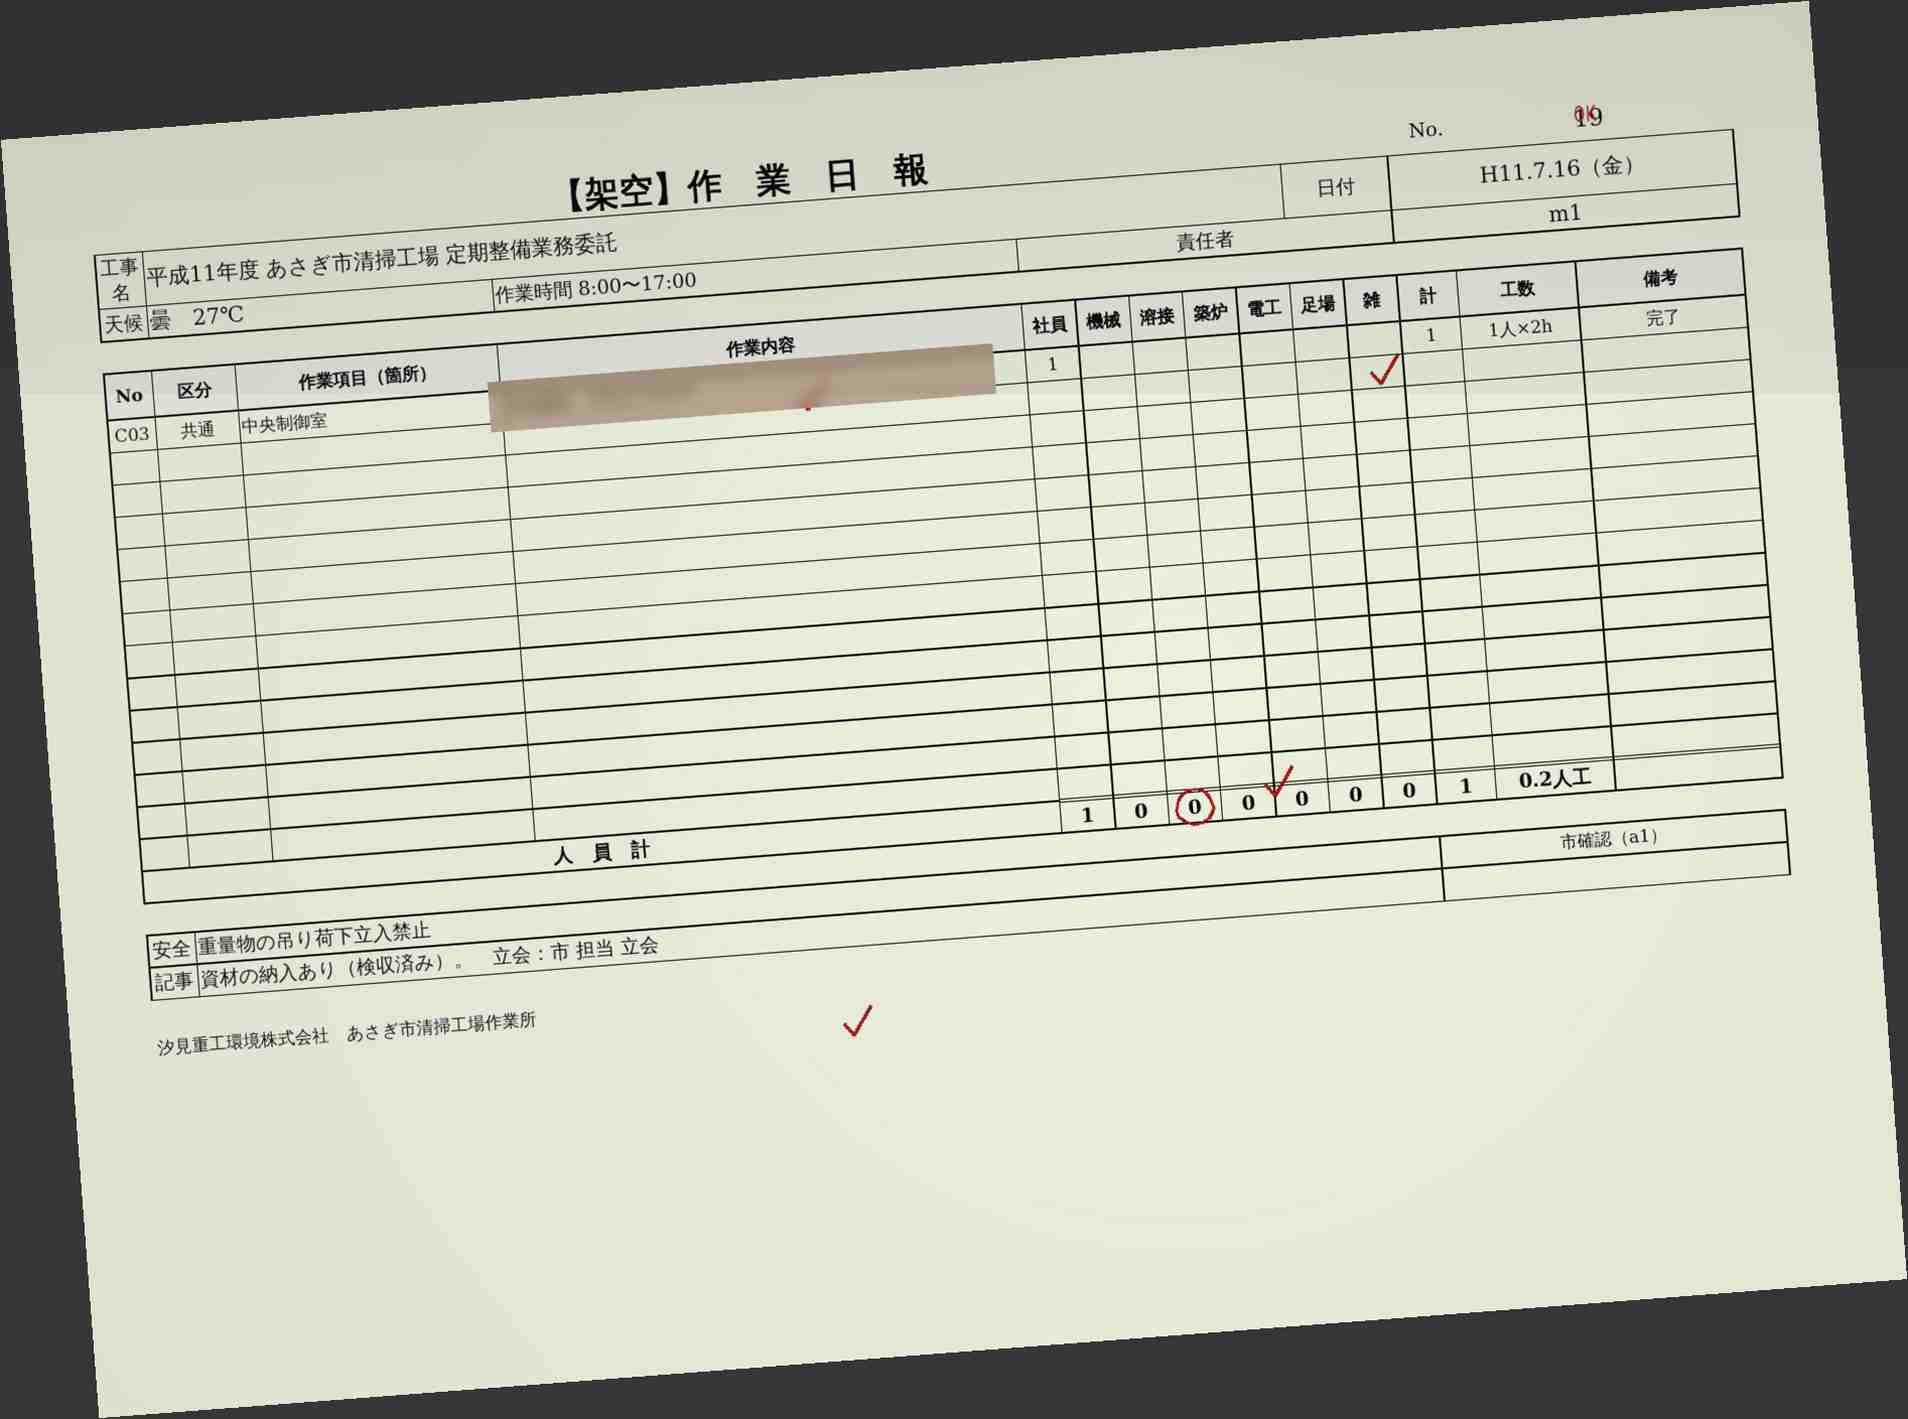 No. 19
OK
【架空】作 業 日 報
工事名 平成11年度 あさぎ市清掃工場 定期整備業務委託 日付 H11.7.16（金）
天候 曇 27℃ 作業時間 8:00〜17:00 責任者 m1
No 区分 作業項目（箇所） 作業内容 社員 機械 溶接 築炉 電工 足場 雑 計 工数 備考
C03 共通 中央制御室 1 1 1人×2h 完了
人 員 計 1 0 0 0 0 0 0 1 0.2人工
安全 重量物の吊り荷下立入禁止 市確認（a1）
記事 資材の納入あり（検収済み）。 立会：市 担当 立会
汐見重工環境株式会社 あさぎ市清掃工場作業所